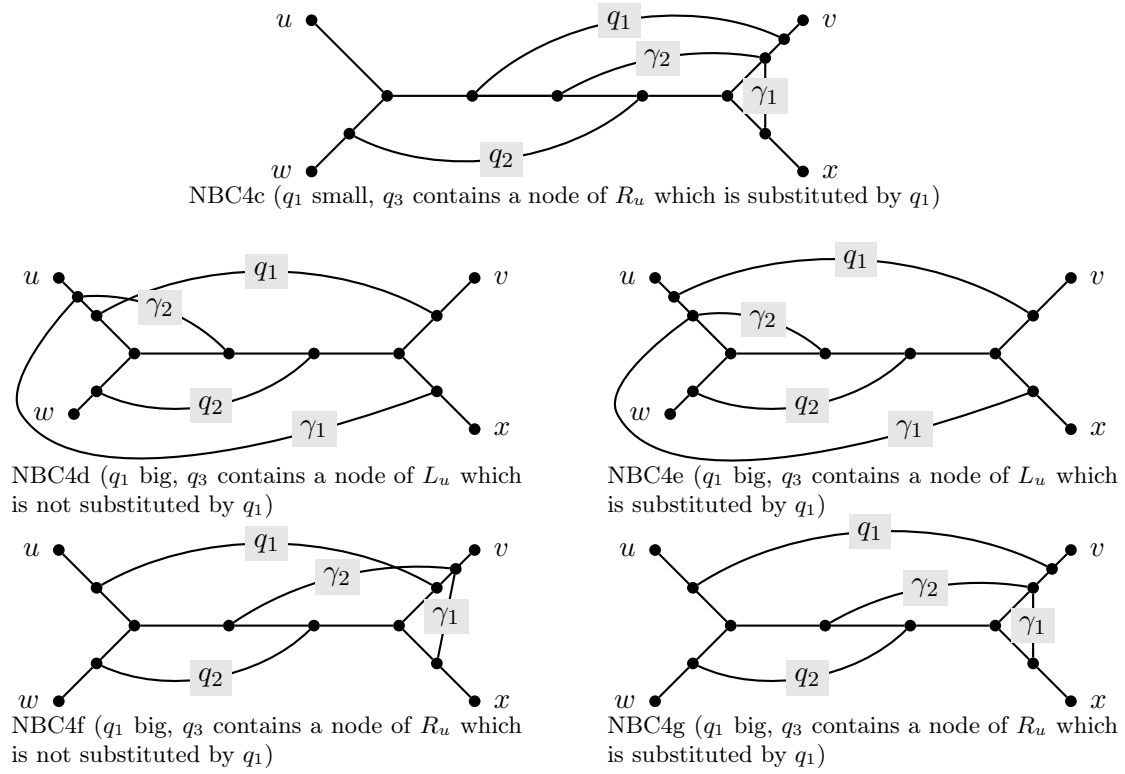 u q₁ v
γ₂
γ₁
q₂
w x
NBC4c (q₁ small, q₃ contains a node of Rᵤ which is substituted by q₁)
u q₁ v
γ₂
q₂
w γ₁ x
NBC4d (q₁ big, q₃ contains a node of Lᵤ which
is not substituted by q₁)
u q₁ v
γ₂
q₂
w γ₁ x
NBC4e (q₁ big, q₃ contains a node of Lᵤ which
is substituted by q₁)
u q₁ v
γ₂
γ₁
q₂
w x
NBC4f (q₁ big, q₃ contains a node of Rᵤ which
is not substituted by q₁)
u q₁ v
γ₂
γ₁
q₂
w x
NBC4g (q₁ big, q₃ contains a node of Rᵤ which
is substituted by q₁)